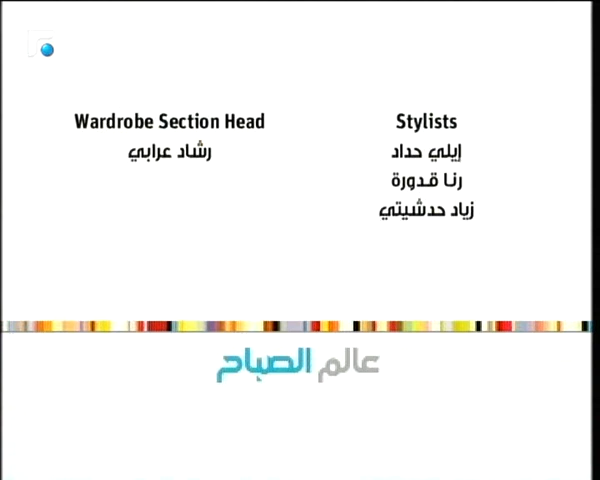 Wardrobe Section Head
رشاد عرابي
Stylists
إيلي حداد
رنا قدورة
زياد حدشيتي
عالم الصباح